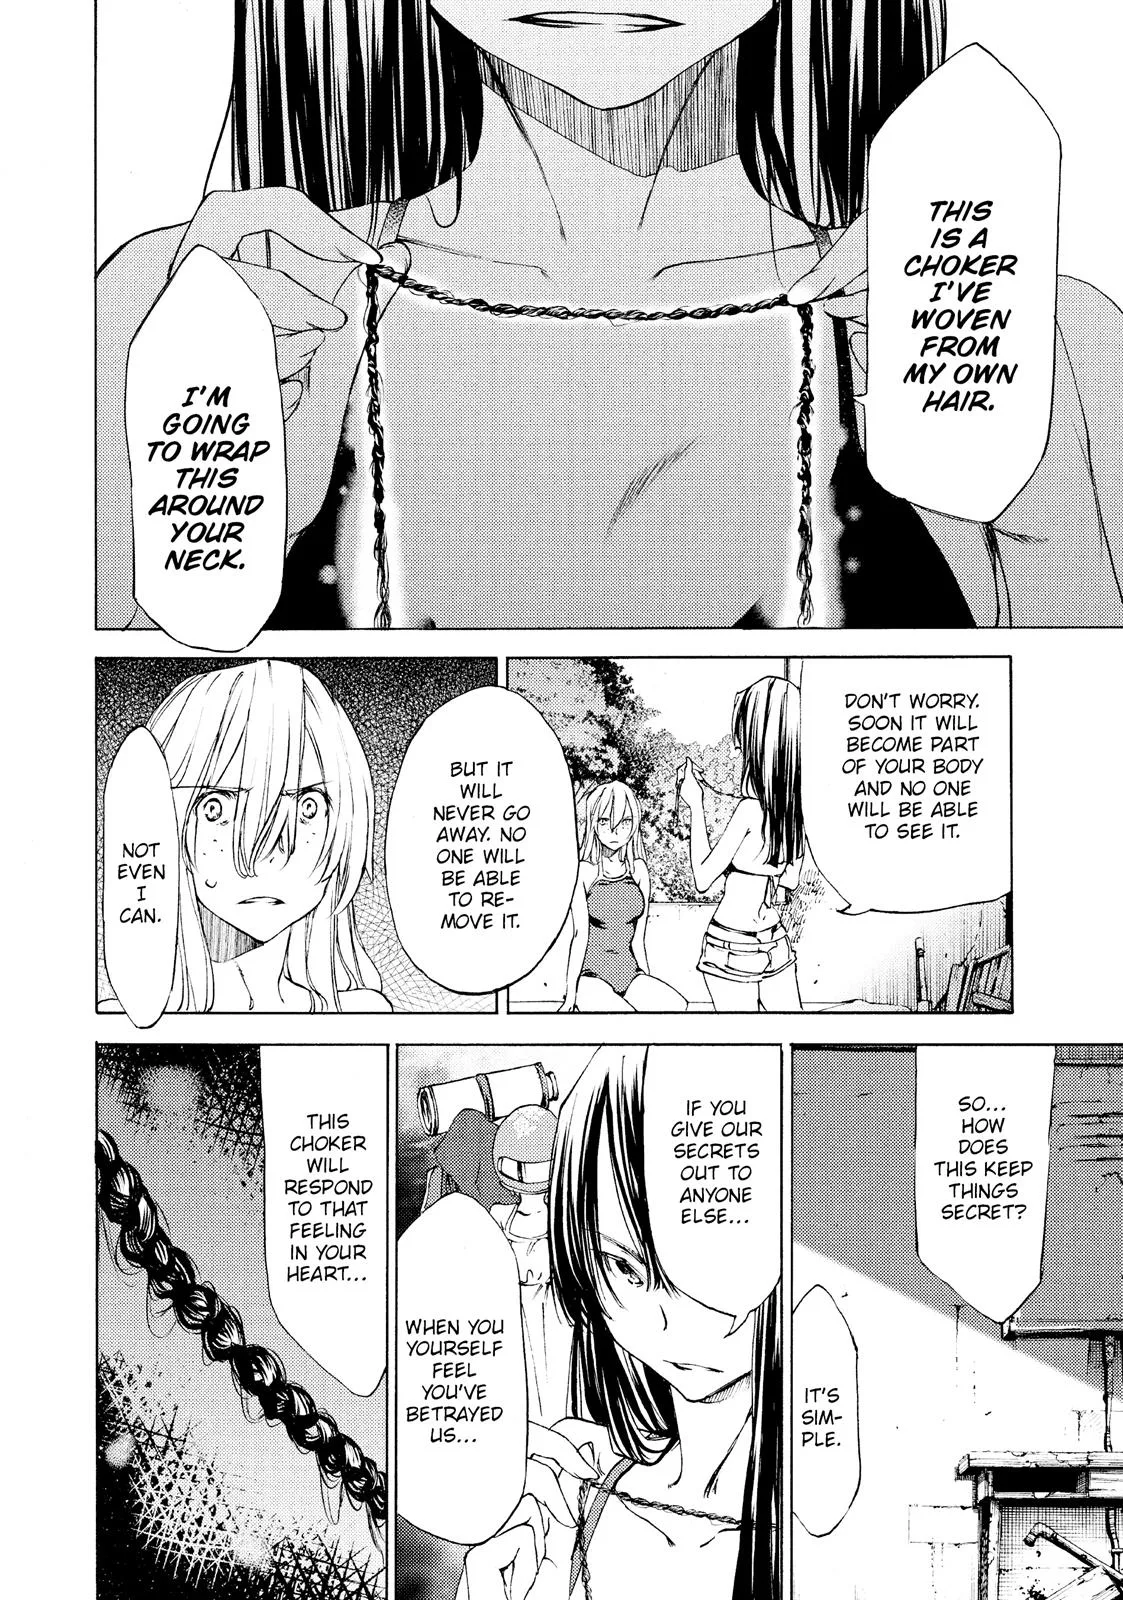 THIS
IS A
CHOKER
I'VE
WOVEN
FROM
MY OWN
HAIR.
I'M
GOING
TO WRAP
THIS
AROUND
YOUR
NECK.
DON'T WORRY.
SOON IT WILL
BECOME PART
OF YOUR BODY
AND NO ONE
WILL BE ABLE
TO SEE IT.
BUT IT
WILL
NEVER GO
AWAY. NO
ONE WILL
BE ABLE
TO RE-
MOVE IT.
NOT
EVEN I
CAN.
SO...
HOW
DOES
THIS KEEP
THINGS
SECRET?
IT'S
SIM-
PLE.
IF YOU
GIVE OUR
SECRETS
OUT TO
ANYONE
ELSE...
WHEN YOU
YOURSELF
FEEL
YOU'VE
BETRAYED
US...
THIS
CHOKER
WILL
RESPOND
TO THAT
FEELING
IN YOUR
HEART...